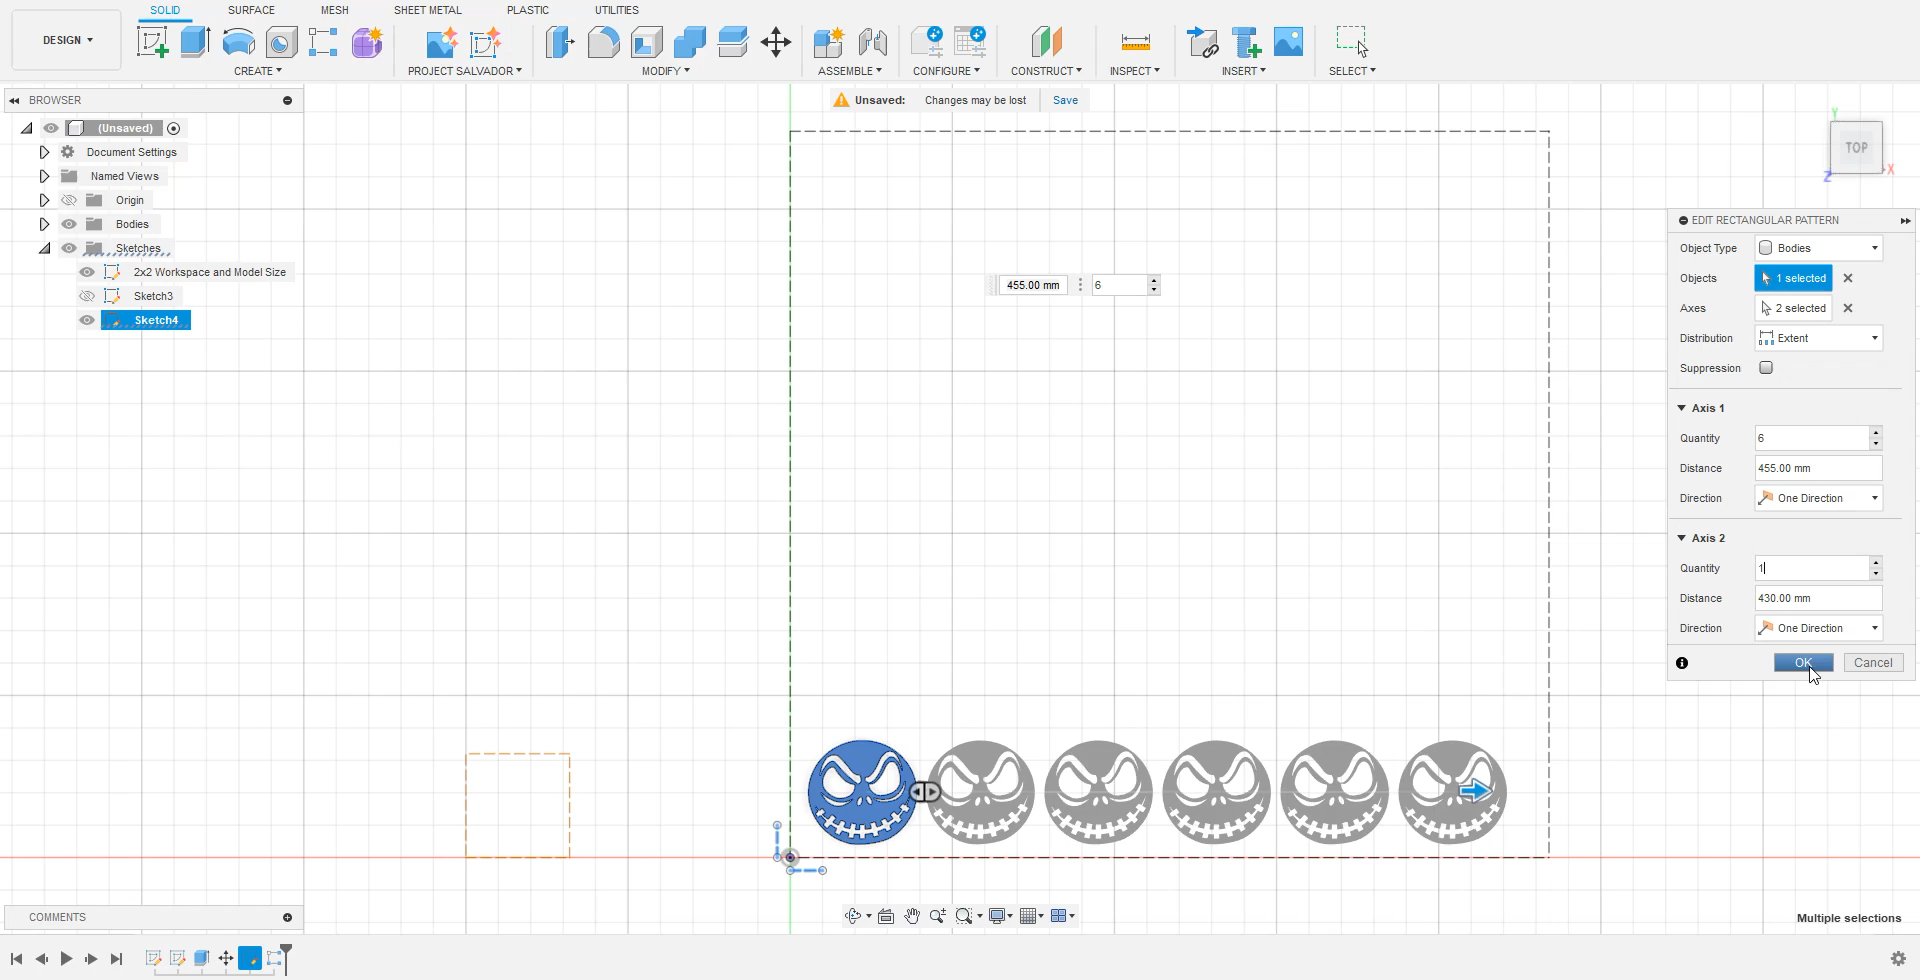 SOLID SURFACE MESH SHEET METAL PLASTIC UTILITIES
DESIGN
CREATE PROJECT SALVADOR MODIFY ASSEMBLE CONFIGURE CONSTRUCT INSPECT INSERT SELECT
BROWSER
Unsaved: Changes may be lost Save
(Unsaved)
Document Settings
Named Views
Origin
Bodies
Sketches
2x2 Workspace and Model Size
Sketch3
Sketch4
Y
TOP
X
Z
455.00 mm 6
EDIT RECTANGULAR PATTERN
Object Type Bodies
Objects 1 selected
Axes 2 selected
Distribution Extent
Suppression
Axis 1
Quantity 6
Distance 455.00 mm
Direction One Direction
Axis 2
Quantity 1
Distance 430.00 mm
Direction One Direction
OK Cancel
COMMENTS
Multiple selections